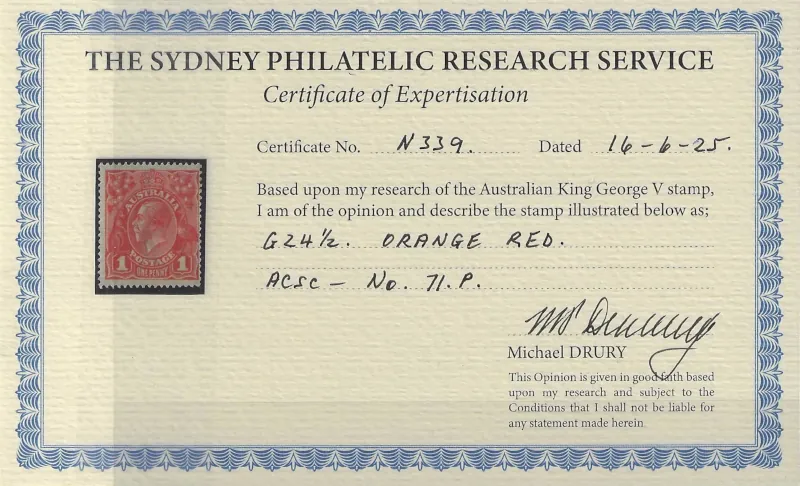 THE SYDNEY PHILATELIC RESEARCH SERVICE
Certificate of Expertisation
Certificate No. N339. Dated 16-6-25.
Based upon my research of the Australian King George V stamp,
I am of the opinion and describe the stamp illustrated below as;
G24½. ORANGE RED.
ACSC - No. 71.P.
AUSTRALIA
POSTAGE
1 ONE PENNY 1
Michael DRURY
This Opinion is given in good faith based
upon my research and subject to the
Conditions that I shall not be liable for
any statement made herein.